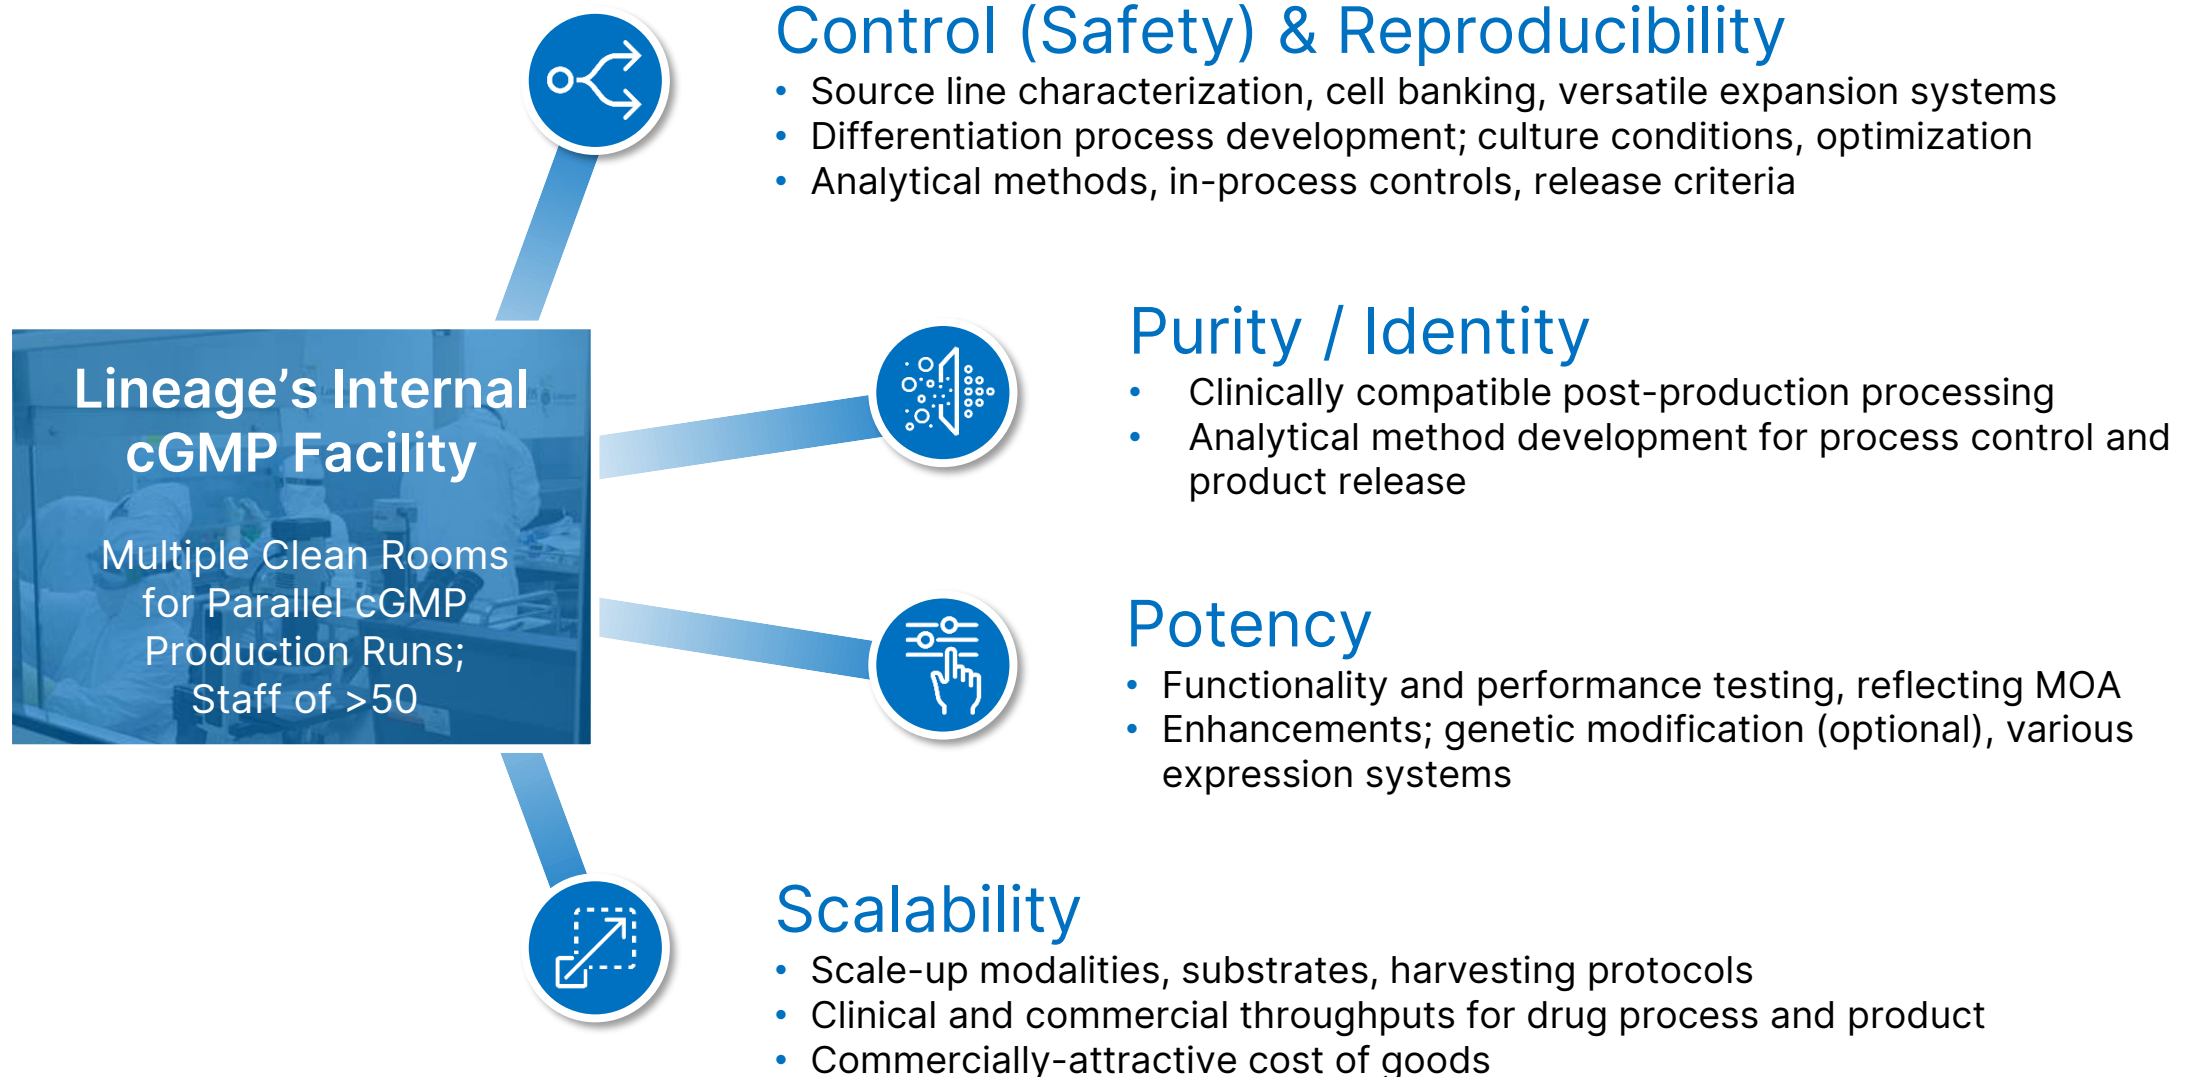 Control (Safety) & Reproducibility
• Source line characterization, cell banking, versatile expansion systems
• Differentiation process development; culture conditions, optimization
• Analytical methods, in-process controls, release criteria
Lineage’s Internal
cGMP Facility
Multiple Clean Rooms
for Parallel cGMP
Production Runs;
Staff of >50
Purity / Identity
• Clinically compatible post-production processing
• Analytical method development for process control and
product release
Potency
• Functionality and performance testing, reflecting MOA
• Enhancements; genetic modification (optional), various
expression systems
Scalability
• Scale-up modalities, substrates, harvesting protocols
• Clinical and commercial throughputs for drug process and product
• Commercially-attractive cost of goods